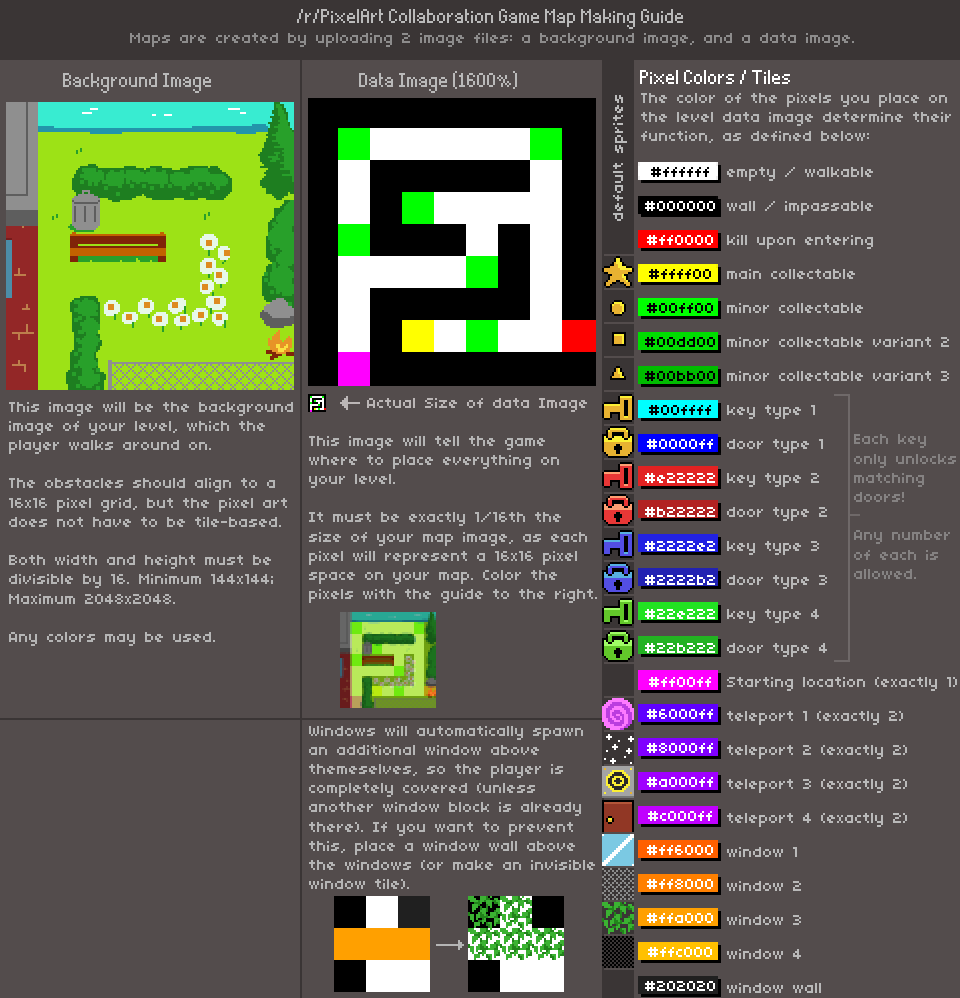 /r/PixelArt Collaboration Game Map Making Guide
Maps are created by uploading 2 image files: a background image, and a data image.
Background Image
This image will be the background
image of your level, which the
player walks around on.
The obstacles should align to a
16x16 pixel grid, but the pixel art
does not have to be tile-based.
Both width and height must be
divisible by 16. Minimum 144x144;
Maximum 2048x2048.
Any colors may be used.
Data Image (1600%)
Actual Size of data Image
This image will tell the game
where to place everything on
your level.
It must be exactly 1/16th the
size of your map image, as each
pixel will represent a 16x16 pixel
space on your map. Color the
pixels with the guide to the right.
Windows will automatically spawn
an additional window above
themeselves, so the player is
completely covered (unless
another window block is already
there). If you want to prevent
this, place a window wall above
the windows (or make an invisible
window tile).
default sprites
Pixel Colors / Tiles
The color of the pixels you place on
the level data image determine their
function, as defined below:
#ffffff empty / walkable
#000000 wall / impassable
#ff0000 kill upon entering
#ffff00 main collectable
#00ff00 minor collectable
#00dd00 minor collectable variant 2
#00bb00 minor collectable variant 3
#00ffff key type 1
#0000ff door type 1
#e22222 key type 2
#b22222 door type 2
#2222e2 key type 3
#2222b2 door type 3
#22e222 key type 4
#22b222 door type 4
Each key
only unlocks
matching
doors!
Any number
of each is
allowed.
#ff00ff Starting location (exactly 1)
#6000ff teleport 1 (exactly 2)
#8000ff teleport 2 (exactly 2)
#a000ff teleport 3 (exactly 2)
#c000ff teleport 4 (exactly 2)
#ff6000 window 1
#ff8000 window 2
#ffa000 window 3
#ffc000 window 4
#202020 window wall